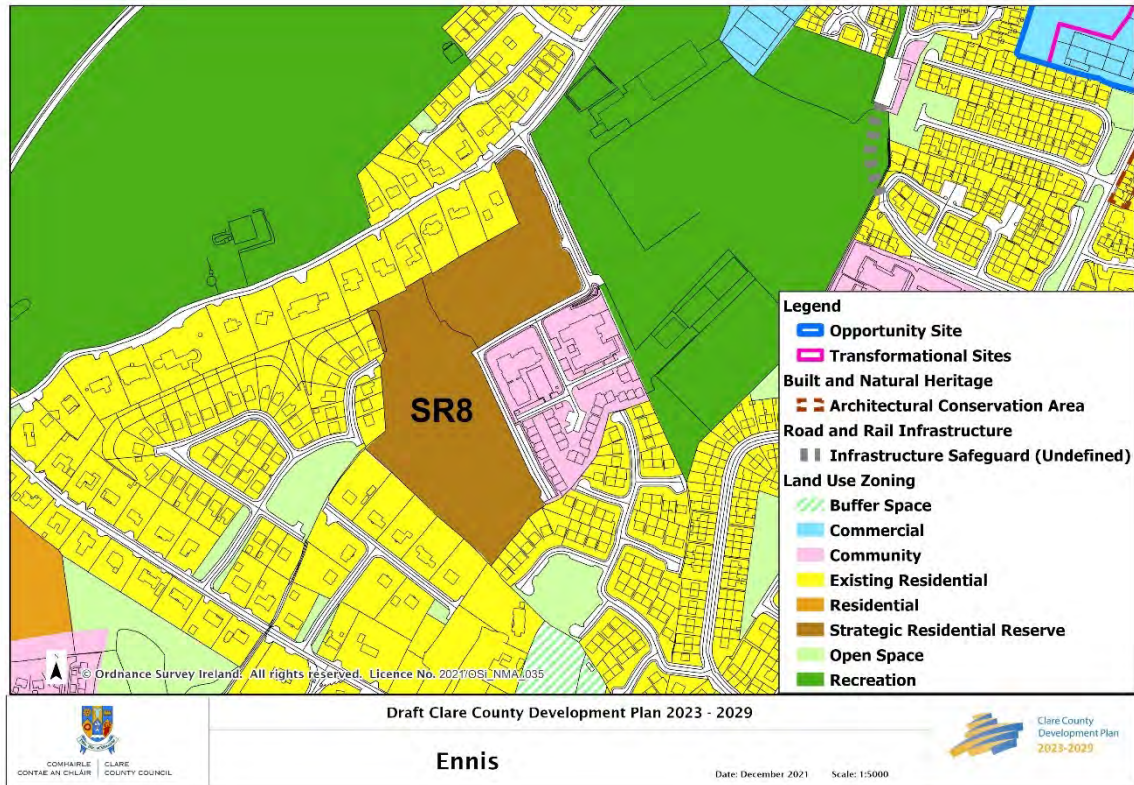 SR8
Legend
Opportunity Site
Transformational Sites
Built and Natural Heritage
Architectural Conservation Area
Road and Rail Infrastructure
Infrastructure Safeguard (Undefined)
Land Use Zoning
Buffer Space
Commercial
Community
Existing Residential
Residential
Strategic Residential Reserve
Open Space
Recreation
© Ordnance Survey Ireland. All rights reserved. Licence No. 2021/OSi_NMA_035
COMHAIRLE CONTAE AN CHLÁIR
CLARE COUNTY COUNCIL
Draft Clare County Development Plan 2023 - 2029
Ennis
Date: December 2021 Scale: 1:5000
Clare County
Development Plan
2023-2029